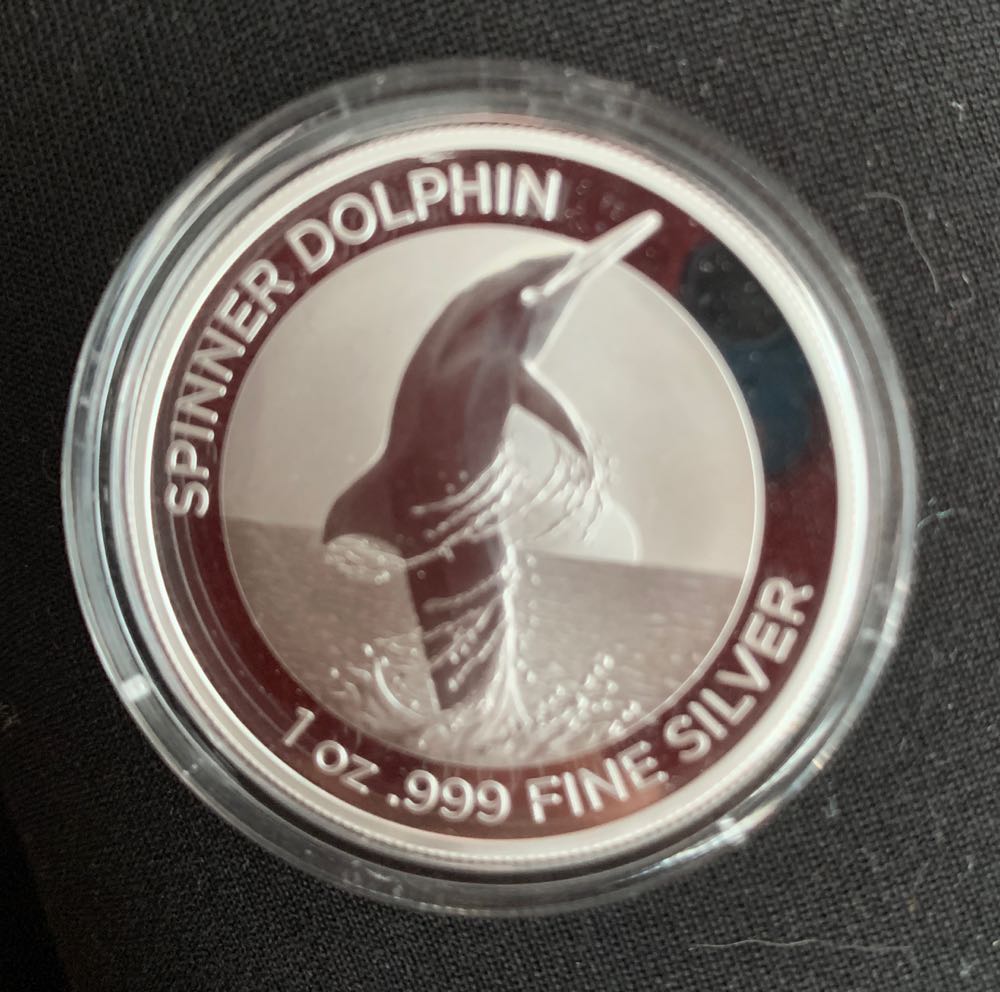 SPINNER DOLPHIN
1 oz .999 FINE SILVER